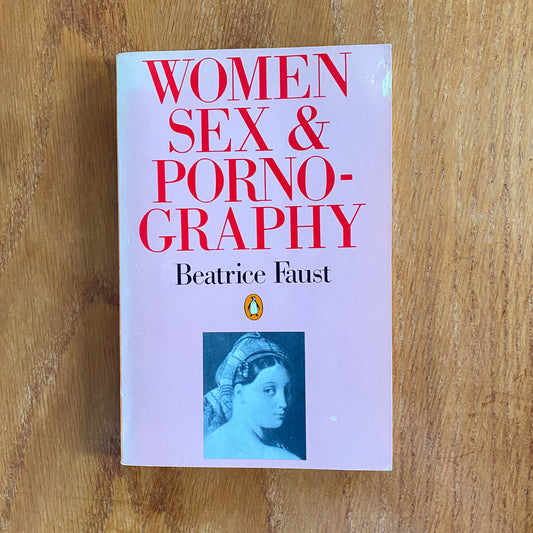 WOMEN
SEX &
PORNO-
GRAPHY
Beatrice Faust